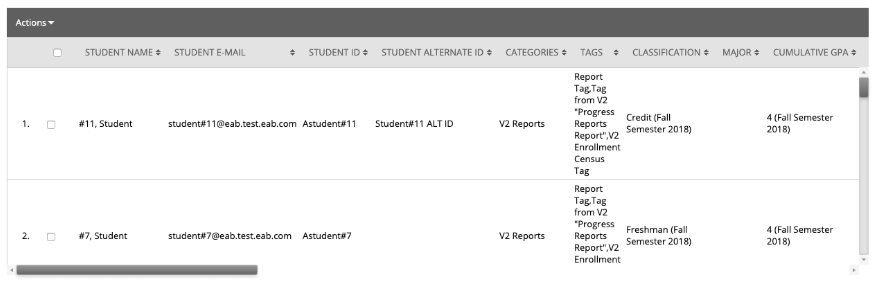 Actions
STUDENT NAME STUDENT E-MAIL STUDENT ID STUDENT ALTERNATE ID CATEGORIES TAGS CLASSIFICATION MAJOR CUMULATIVE GPA
1. #11, Student student#11@eab.test.eab.com Astudent#11 Student#11 ALT ID V2 Reports
Report
Tag,Tag
from V2
"Progress
Reports
Report",V2
Enrollment
Census
Tag
Credit (Fall
Semester 2018)
4 (Fall Semester
2018)
2. #7, Student student#7@eab.test.eab.com Astudent#7 V2 Reports
Report
Tag,Tag
from V2
"Progress
Reports
Report",V2
Enrollment
Freshman (Fall
Semester 2018)
4 (Fall Semester
2018)